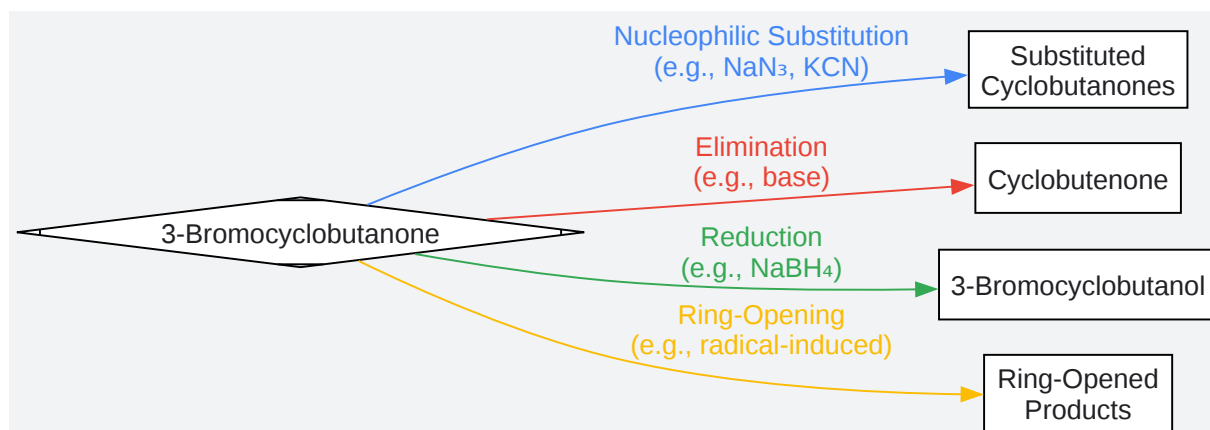 Nucleophilic Substitution
(e.g., NaN₃, KCN)
Substituted
Cyclobutanones
Elimination
(e.g., base)
Cyclobutenone
3-Bromocyclobutanone
Reduction
(e.g., NaBH₄)
3-Bromocyclobutanol
Ring-Opening
(e.g., radical-induced)
Ring-Opened
Products